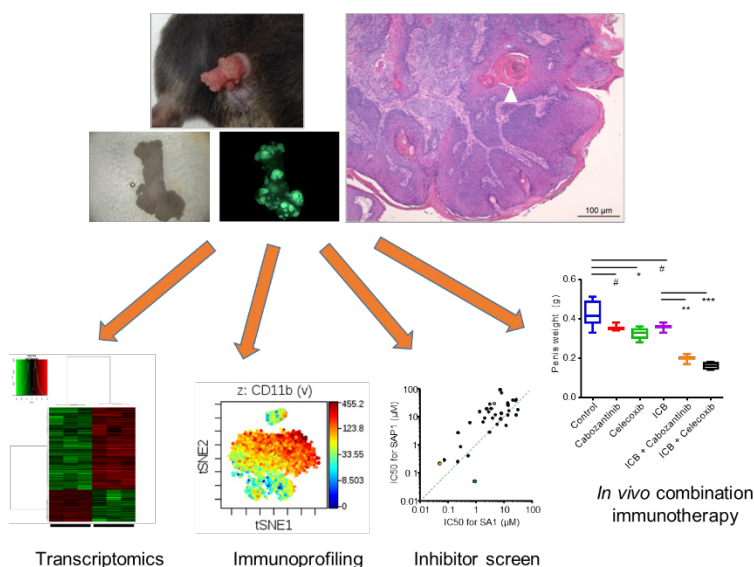 100 µm
Penis weight (g)
0.6
0.4
0.2
0.0
#
*
#
**
***
Control
Cabozantinib
Celecoxib
ICB
ICB + Cabozantinib
ICB + Celecoxib
z: CD11b (v)
tSNE2
tSNE1
455.2
123.8
33.55
8.503
0.000
IC50 for SAP1 (µM)
100
10
1
0.1
0.01
0.01
0.1
1
10
100
IC50 for SA1 (µM)
In vivo combination
immunotherapy
Transcriptomics
Immunoprofiling
Inhibitor screen